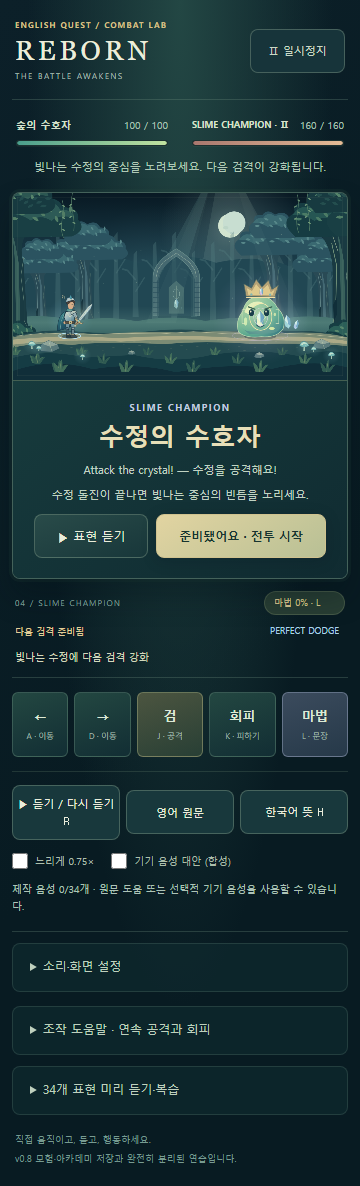 ENGLISH QUEST / COMBAT LAB
REBORN
THE BATTLE AWAKENS
Ⅱ 일시정지
숲의 수호자 100 / 100
SLIME CHAMPION · Ⅱ 160 / 160
빛나는 수정의 중심을 노려보세요. 다음 검격이 강화됩니다.
SLIME CHAMPION
수정의 수호자
Attack the crystal! — 수정을 공격해요!
수정 돌진이 끝나면 빛나는 중심의 빈틈을 노리세요.
▶ 표현 듣기
준비됐어요 · 전투 시작
04 / SLIME CHAMPION
마법 0% · L
다음 검격 준비됨
PERFECT DODGE
빛나는 수정에 다음 검격 강화
← → 검 회피 마법
A · 이동 D · 이동 J · 공격 K · 피하기 L · 문장
▶ 듣기 / 다시 듣기
R
영어 원문
한국어 뜻 H
느리게 0.75×
기기 음성 대안 (합성)
제작 음성 0/34개 · 원문 도움 또는 선택적 기기 음성을 사용할 수 있습니
다.
▶ 소리·화면 설정
▶ 조작 도움말 · 연속 공격과 회피
▶ 34개 표현 미리 듣기·복습
직접 움직이고, 듣고, 행동하세요.
v0.8 모험·아카데미 저장과 완전히 분리된 연습입니다.